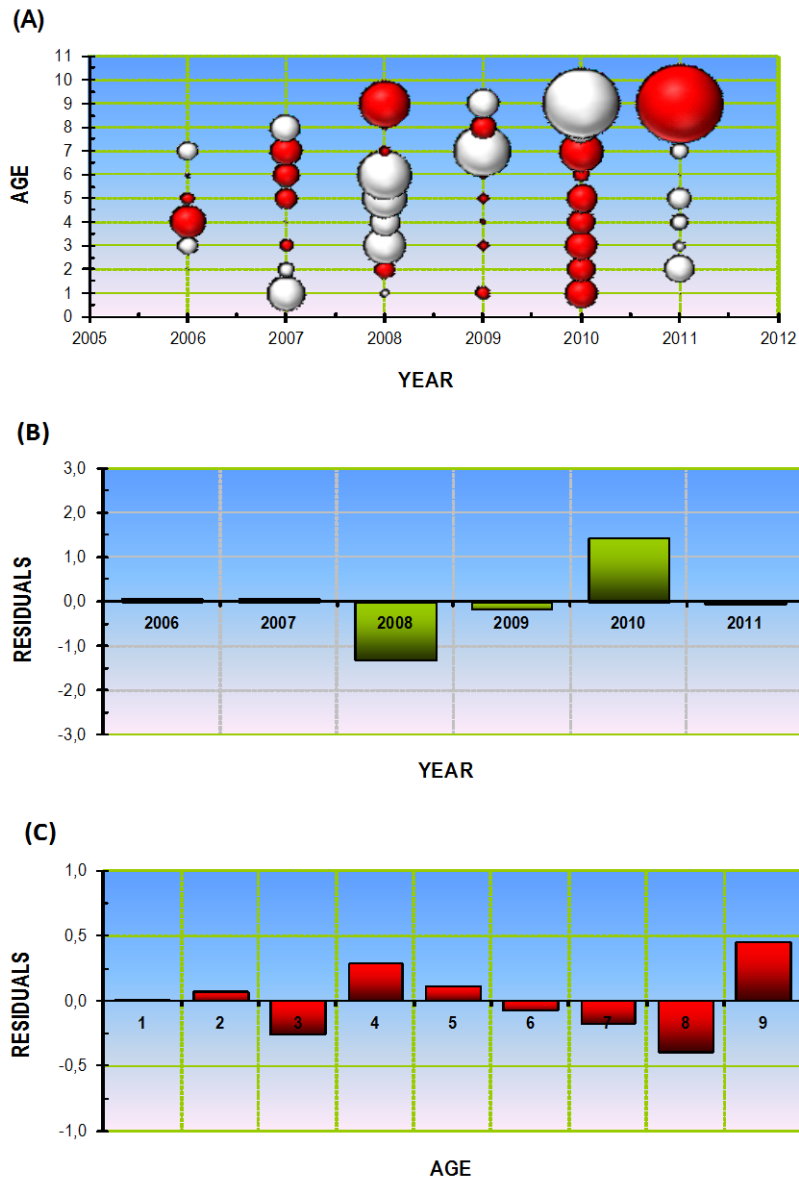 (A)
11
10
9
8
7
6
5
4
3
2
1
0
AGE
2005 2006 2007 2008 2009 2010 2011 2012
YEAR
(B)
3,0
2,0
1,0
0,0
-1,0
-2,0
-3,0
RESIDUALS
2006 2007 2008 2009 2010 2011
YEAR
(C)
1,0
0,5
0,0
-0,5
-1,0
RESIDUALS
1 2 3 4 5 6 7 8 9
AGE